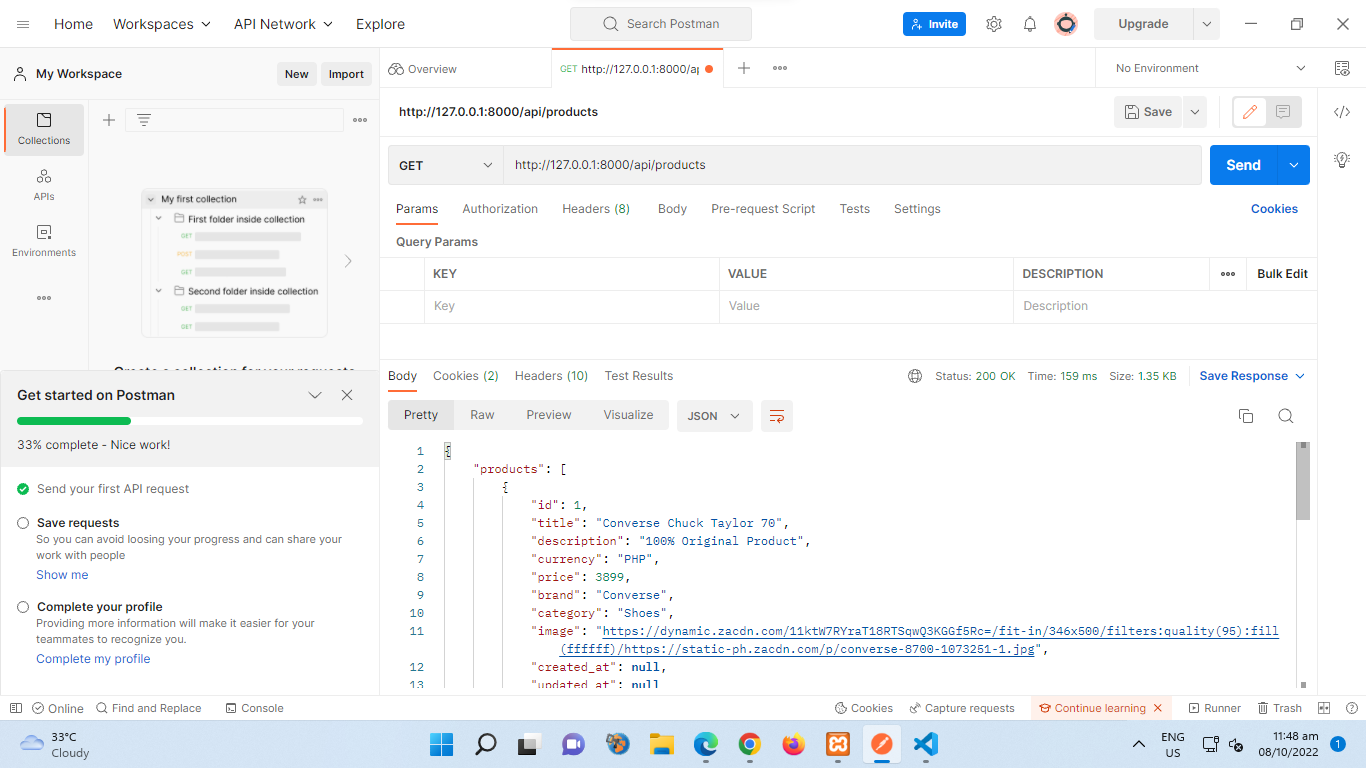 Home Workspaces API Network Explore
Search Postman
Invite
Upgrade
My Workspace
New Import
Overview
GET http://127.0.0.1:8000/ap
No Environment
Collections
APIs
Environments
My first collection
First folder inside collection
GET
POST
GET
Second folder inside collection
GET
GET
http://127.0.0.1:8000/api/products
Save
GET
http://127.0.0.1:8000/api/products
Send
Params Authorization Headers (8) Body Pre-request Script Tests Settings
Cookies
Query Params
KEY VALUE DESCRIPTION Bulk Edit
Key Value Description
Create a collection for your requests
Get started on Postman
33% complete - Nice work!
Send your first API request
Save requests
So you can avoid loosing your progress and can share your
work with people
Show me
Complete your profile
Providing more information will make it easier for your
teammates to recognize you.
Complete my profile
Body Cookies (2) Headers (10) Test Results
Status: 200 OK Time: 159 ms Size: 1.35 KB
Save Response
Pretty Raw Preview Visualize JSON
1 {
2 "products": [
3 {
4 "id": 1,
5 "title": "Converse Chuck Taylor 70",
6 "description": "100% Original Product",
7 "currency": "PHP",
8 "price": 3899,
9 "brand": "Converse",
10 "category": "Shoes",
11 "image": "https://dynamic.zacdn.com/11ktW7RYraT18RTSqwQ3KGGf5Rc=/fit-in/346x500/filters:quality(95):fill
(ffffff)/https://static-ph.zacdn.com/p/converse-8700-1073251-1.jpg",
12 "created_at": null,
13 "updated_at": null
Online Find and Replace Console
Cookies Capture requests Continue learning Runner Trash
33°C
Cloudy
ENG
US
11:48 am
08/10/2022
1